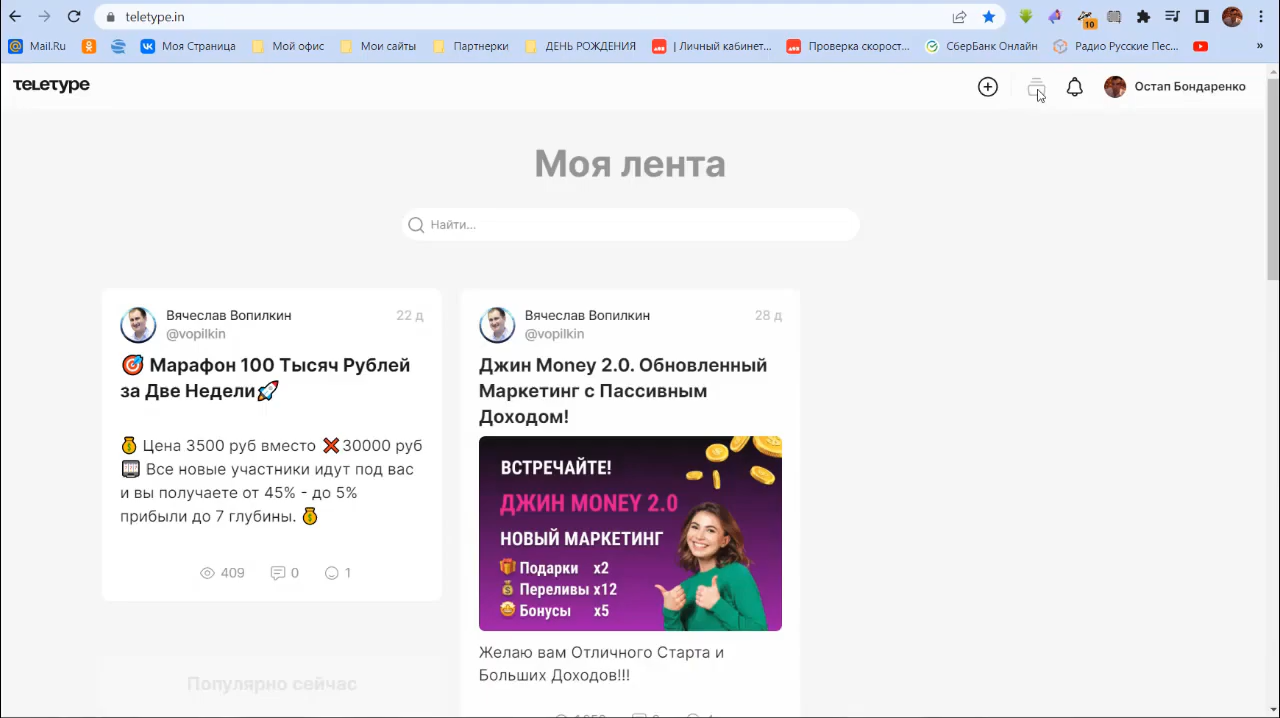 teletype.in
10
Mail.Ru
Моя Страница
Мой офис
Мои сайты
Партнерки
ДЕНЬ РОЖДЕНИЯ
| Личный кабинет...
Проверка скорост...
СберБанк Онлайн
Радио Русские Пес...
»
TELETYPE
Остап Бондаренко
Моя лента
Найти...
Вячеслав Вопилкин
22 д
@vopilkin
🎯 Марафон 100 Тысяч Рублей
за Две Недели🚀
💰 Цена 3500 руб вместо ❌30000 руб
Все новые участники идут под вас
и вы получаете от 45% - до 5%
прибыли до 7 глубины. 💰
409
0
1
Вячеслав Вопилкин
28 д
@vopilkin
Джин Money 2.0. Обновленный
Маркетинг с Пассивным
Доходом!
ВСТРЕЧАЙТЕ!
ДЖИН MONEY 2.0
НОВЫЙ МАРКЕТИНГ
🎁 Подарки x2
💰 Переливы x12
🤩 Бонусы x5
Желаю вам Отличного Старта и
Больших Доходов!!!
Популярно сейчас